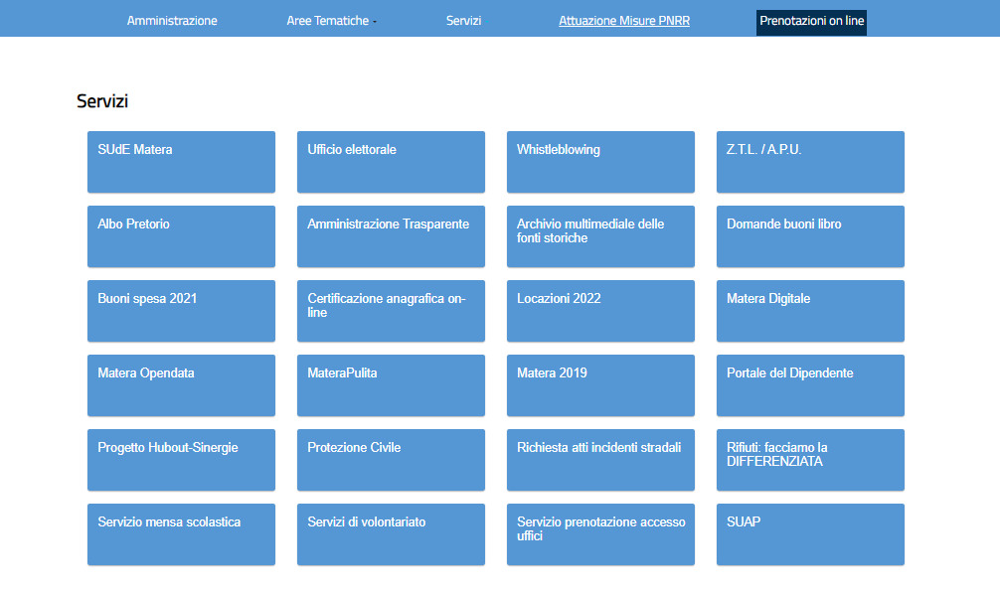 Amministrazione Aree Tematiche Servizi Attuazione Misure PNRR Prenotazioni on line
Servizi
SUdE Matera
Ufficio elettorale
Whistleblowing
Z.T.L. / A.P.U.
Albo Pretorio
Amministrazione Trasparente
Archivio multimediale delle
fonti storiche
Domande buoni libro
Buoni spesa 2021
Certificazione anagrafica on-
line
Locazioni 2022
Matera Digitale
Matera Opendata
MateraPulita
Matera 2019
Portale del Dipendente
Progetto Hubout-Sinergie
Protezione Civile
Richiesta atti incidenti stradali
Rifiuti: facciamo la
DIFFERENZIATA
Servizio mensa scolastica
Servizi di volontariato
Servizio prenotazione accesso
uffici
SUAP